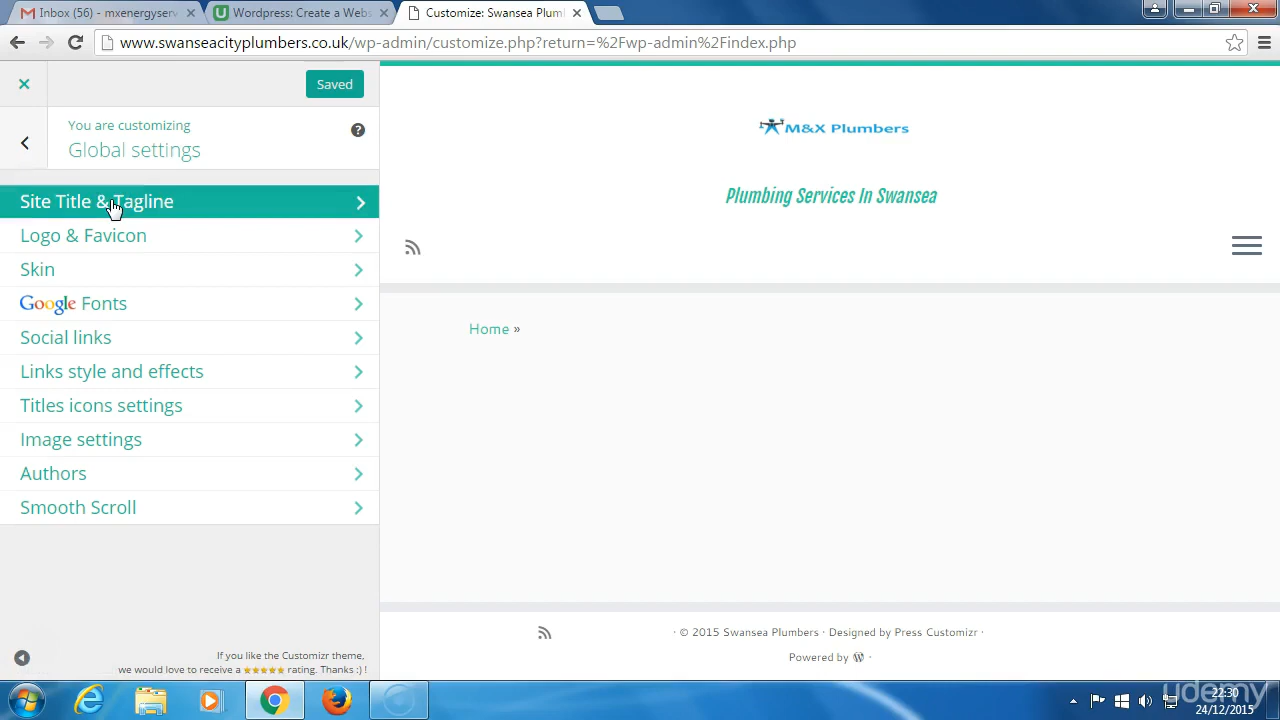 Inbox (56) - mxenergyserv
Wordpress: Create a Webs
Customize: Swansea Plum
www.swanseacityplumbers.co.uk/wp-admin/customize.php?return=%2Fwp-admin%2Findex.php
Saved
You are customizing
Global settings
Site Title & Tagline
Logo & Favicon
Skin
Google Fonts
Social links
Links style and effects
Titles icons settings
Image settings
Authors
Smooth Scroll
If you like the Customizr theme,
we would love to receive a ★★★★★ rating. Thanks :) !
M&X Plumbers
Plumbing Services In Swansea
Home »
· © 2015 Swansea Plumbers · Designed by Press Customizr ·
Powered by ·
udemy
22:30
24/12/2015